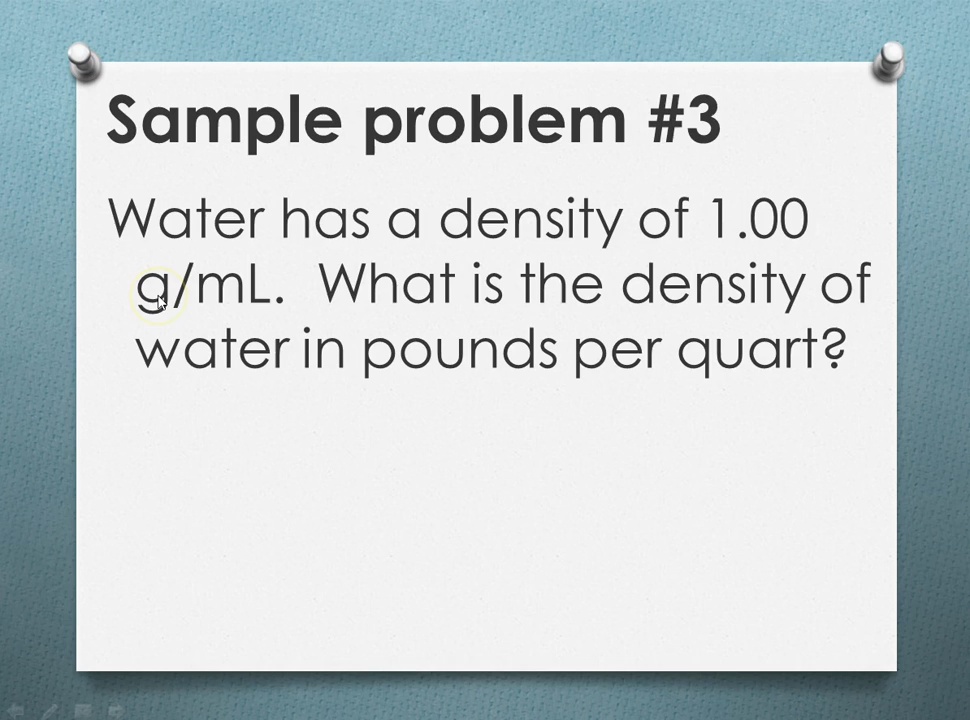 Sample problem #3
Water has a density of 1.00
g/mL.  What is the density of
water in pounds per quart?